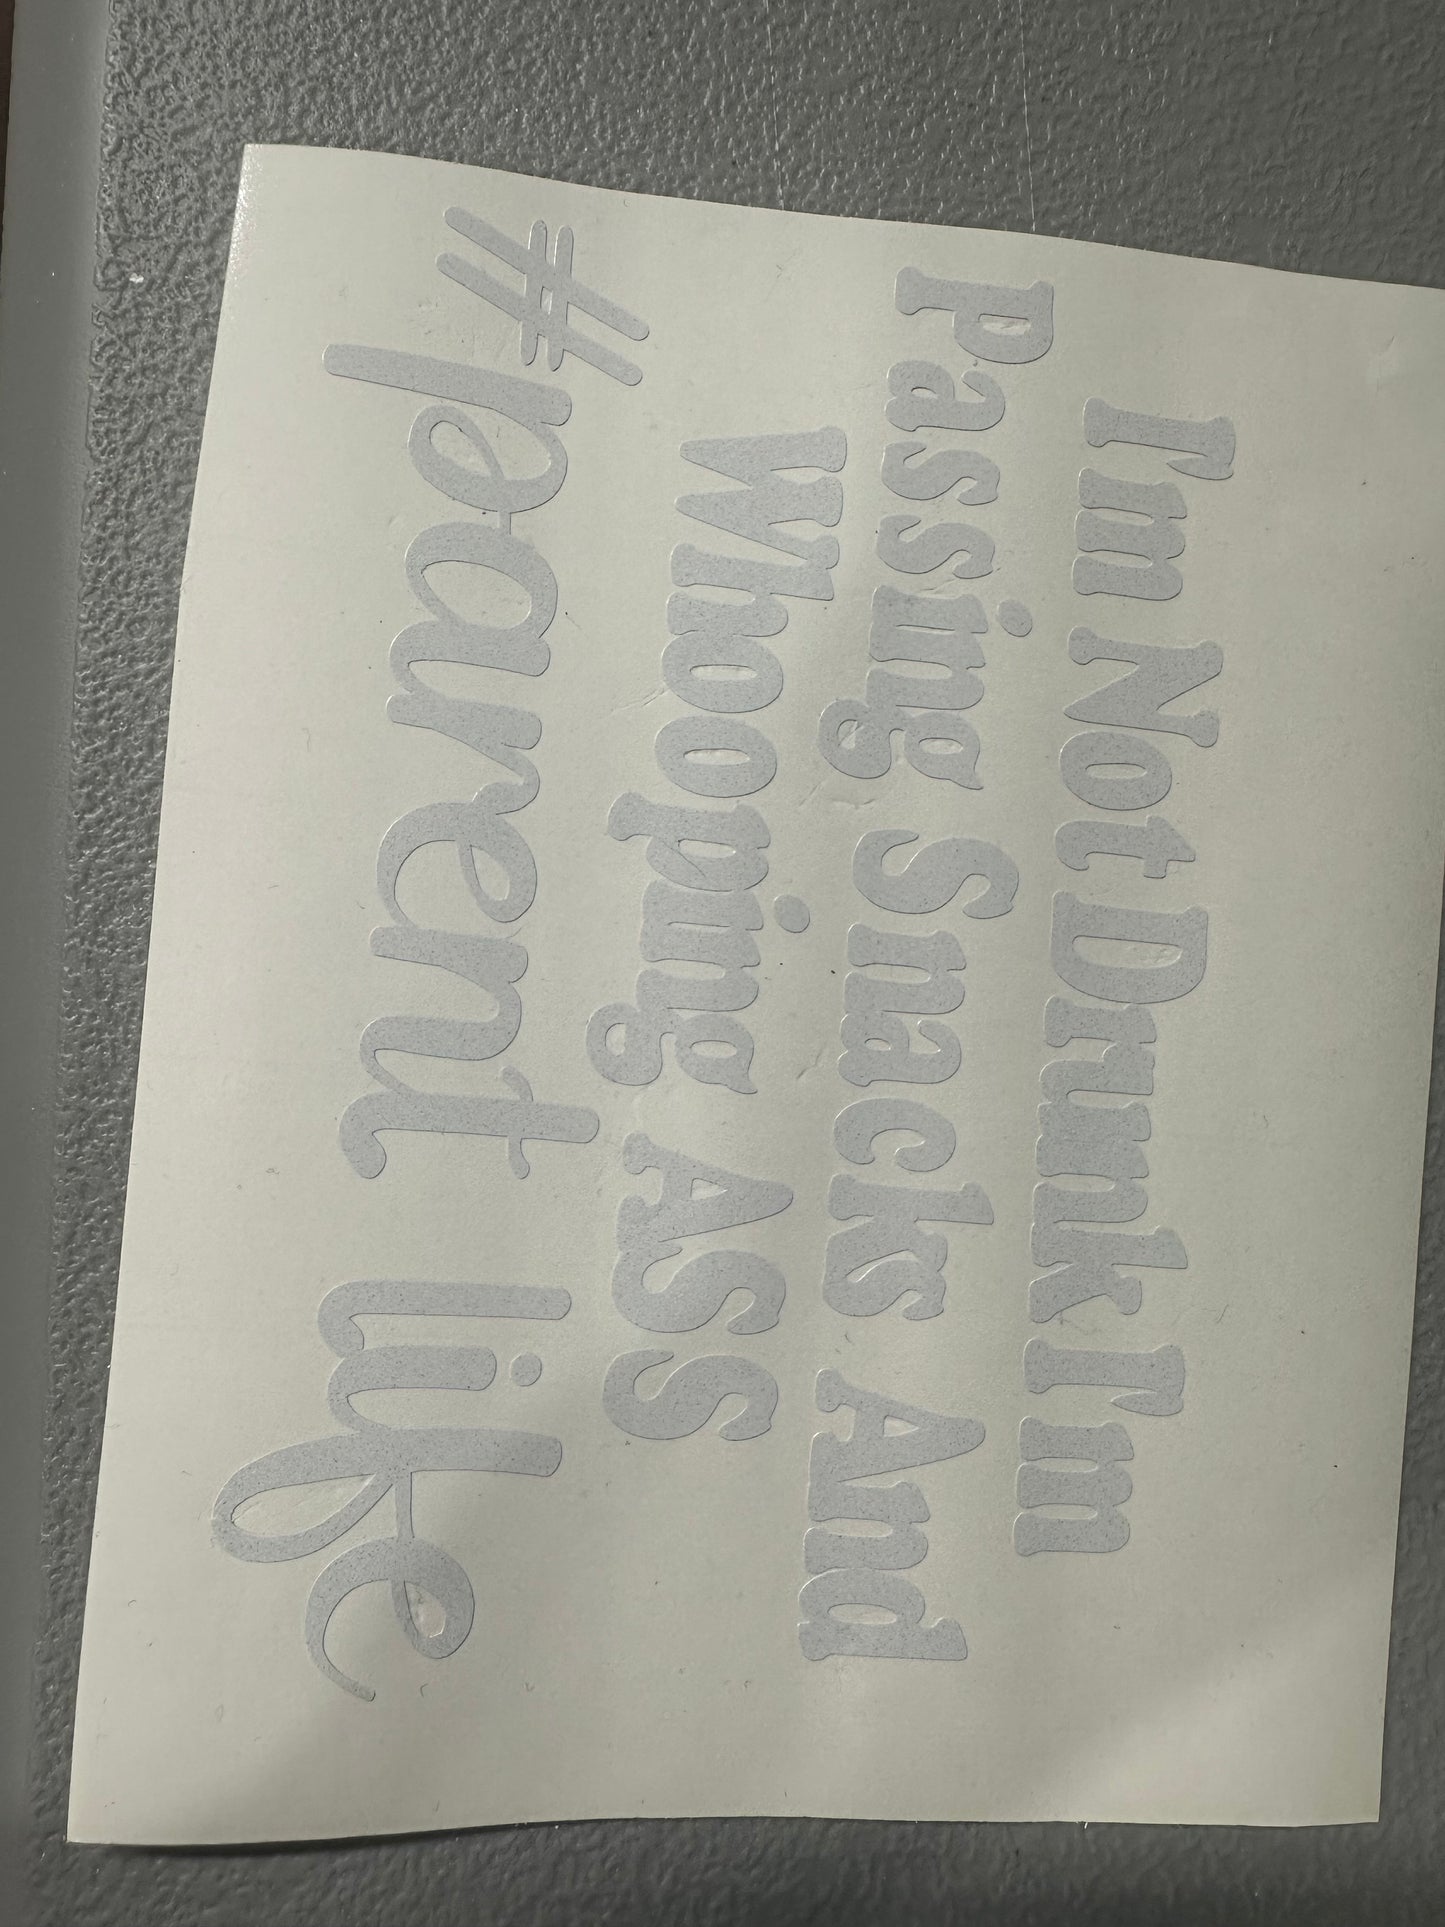 I'm Not Drunk I'm
Passing Snacks And
Whooping ASS
#parent life